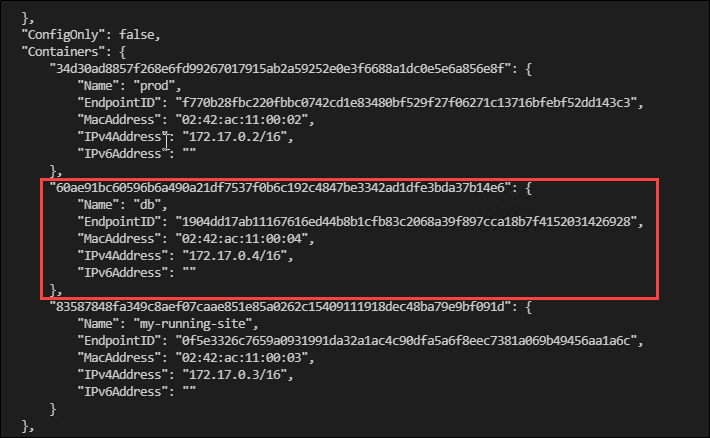 },
"ConfigOnly": false,
"Containers": {
"34d30ad8857f268e6fd99267017915ab2a59252e0e3f6688a1dc0e5e6a856e8f": {
"Name": "prod",
"EndpointID": "f770b28fbc220fbbc0742cd1e83480bf529f27f06271c13716bfebf52dd143c3",
"MacAddress": "02:42:ac:11:00:02",
"IPv4Address": "172.17.0.2/16",
"IPv6Address": ""
},
"60ae91bc60596b6a490a21df7537f0b6c192c4847be3342ad1dfe3bda37b14e6": {
"Name": "db",
"EndpointID": "1904dd17ab11167616ed44b8b1cfb83c2068a39f897cca18b7f4152031426928",
"MacAddress": "02:42:ac:11:00:04",
"IPv4Address": "172.17.0.4/16",
"IPv6Address": ""
},
"83587848fa349c8aef07caae851e85a0262c15409111918dec48ba79e9bf091d": {
"Name": "my-running-site",
"EndpointID": "0f5e3326c7659a0931991da32a1ac4c90dfa5a6f8eec7381a069b49456aa1a6c",
"MacAddress": "02:42:ac:11:00:03",
"IPv4Address": "172.17.0.3/16",
"IPv6Address": ""
}
},